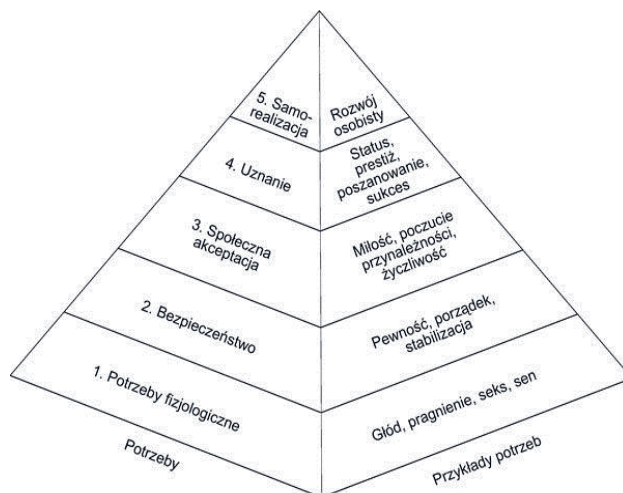 5. Samo-
realizacja
Rozwój
osobisty
4. Uznanie
Status,
prestiż,
poszanowanie,
sukces
3. Społeczna
akceptacja
Miłość, poczucie
przynależności,
życzliwość
2. Bezpieczeństwo
Pewność, porządek,
stabilizacja
1. Potrzeby fizjologiczne
Głód, pragnienie, seks, sen
Potrzeby
Przykłady potrzeb